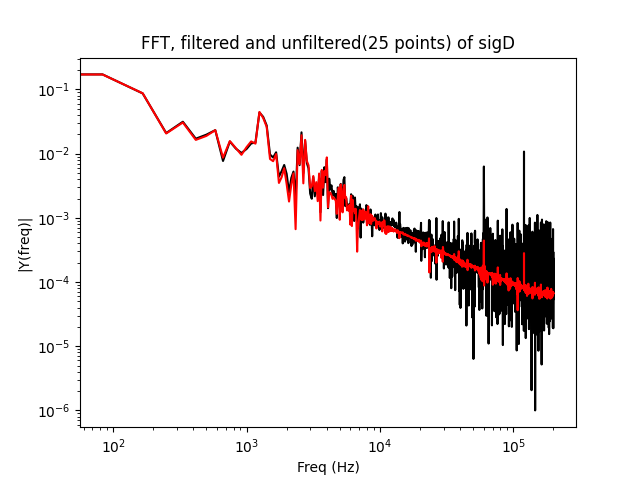 FFT, filtered and unfiltered(25 points) of sigD
|Y(freq)|
10⁻¹
10⁻²
10⁻³
10⁻⁴
10⁻⁵
10⁻⁶
10² 10³ 10⁴ 10⁵
Freq (Hz)